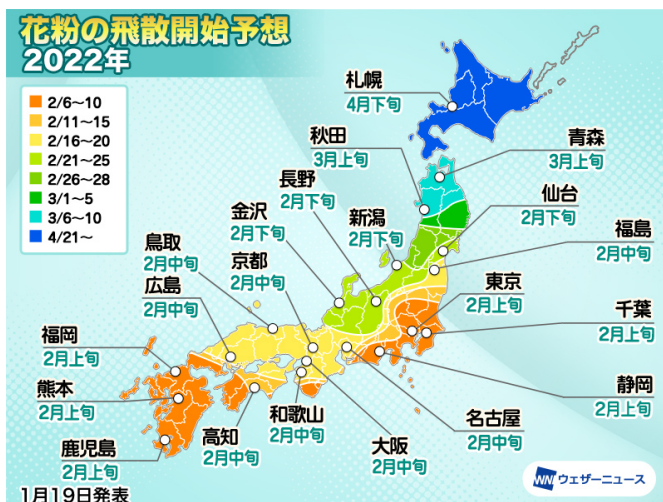 花粉の飛散開始予想
2022年
2/6〜10
2/11〜15
2/16〜20
2/21〜25
2/26〜28
3/1〜5
3/6〜10
4/21〜
札幌
4月下旬
秋田
3月上旬
青森
3月上旬
長野
2月下旬
仙台
2月下旬
金沢
2月下旬
新潟
2月下旬
福島
2月中旬
鳥取
2月中旬
京都
2月中旬
東京
2月上旬
広島
2月中旬
千葉
2月上旬
福岡
2月上旬
熊本
2月上旬
静岡
2月上旬
鹿児島
2月上旬
高知
2月中旬
和歌山
2月中旬
大阪
2月中旬
名古屋
2月中旬
1月19日発表
WN ウェザーニュース